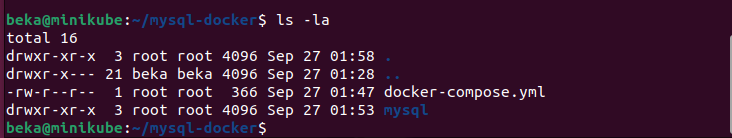 beka@minikube:~/mysql-docker$ ls -la
total 16
drwxr-xr-x  3 root root 4096 Sep 27 01:58 .
drwxr-x--- 21 beka beka 4096 Sep 27 01:28 ..
-rw-r--r--  1 root root  366 Sep 27 01:47 docker-compose.yml
drwxr-xr-x  3 root root 4096 Sep 27 01:53 mysql
beka@minikube:~/mysql-docker$